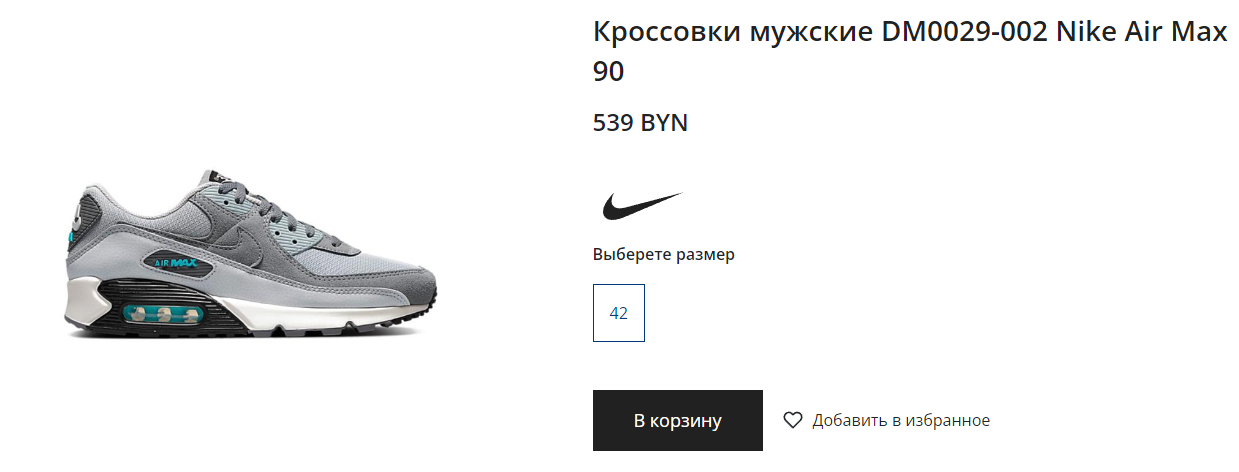 Кроссовки мужские DM0029-002 Nike Air Max
90
539 BYN
AIR MAX
Выберете размер
42
В корзину
Добавить в избранное